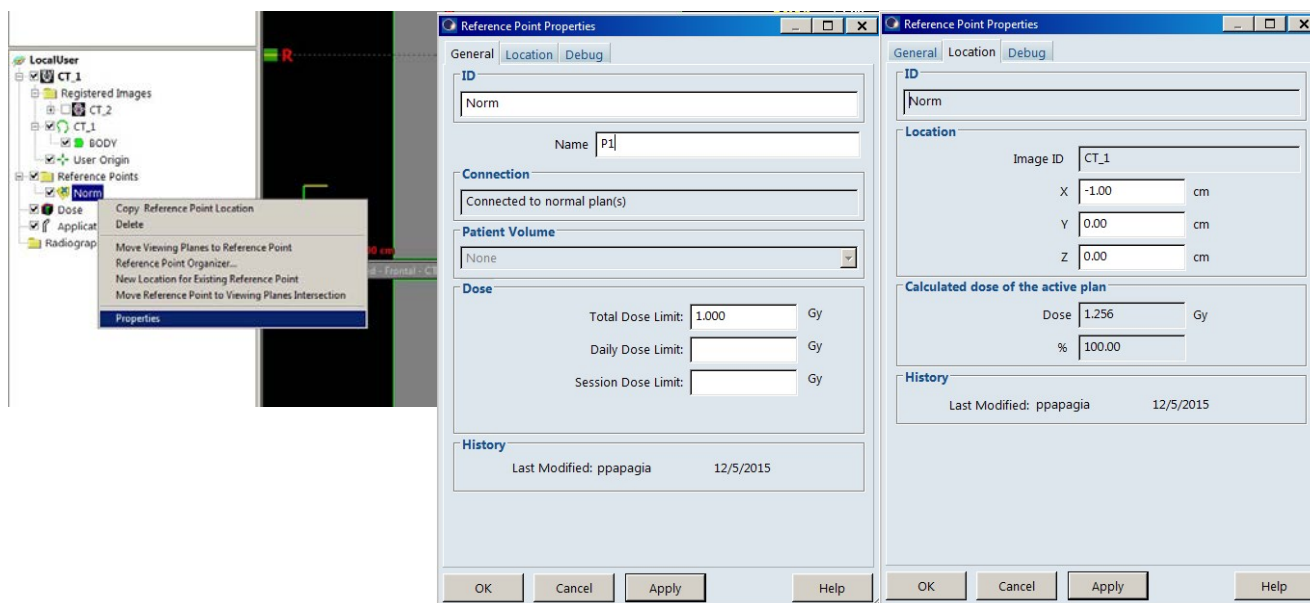 LocalUser
CT_1
Registered Images
CT_2
CT_1
BODY
User Origin
Reference Points
Norm
Dose
Applicat
Radiograp
R
Copy Reference Point Location
Delete
Move Viewing Planes to Reference Point
Reference Point Organizer...
New Location for Existing Reference Point
Move Reference Point to Viewing Planes Intersection
Properties
cm
- Frontal - CT
Reference Point Properties
General Location Debug
ID
Norm
Name P1
Connection
Connected to normal plan(s)
Patient Volume
None
Dose
Total Dose Limit: 1.000 Gy
Daily Dose Limit: Gy
Session Dose Limit: Gy
History
Last Modified: ppapagia 12/5/2015
OK Cancel Apply Help
Reference Point Properties
General Location Debug
ID
Norm
Location
Image ID CT_1
X -1.00 cm
Y 0.00 cm
Z 0.00 cm
Calculated dose of the active plan
Dose 1.256 Gy
% 100.00
History
Last Modified: ppapagia 12/5/2015
OK Cancel Apply Help